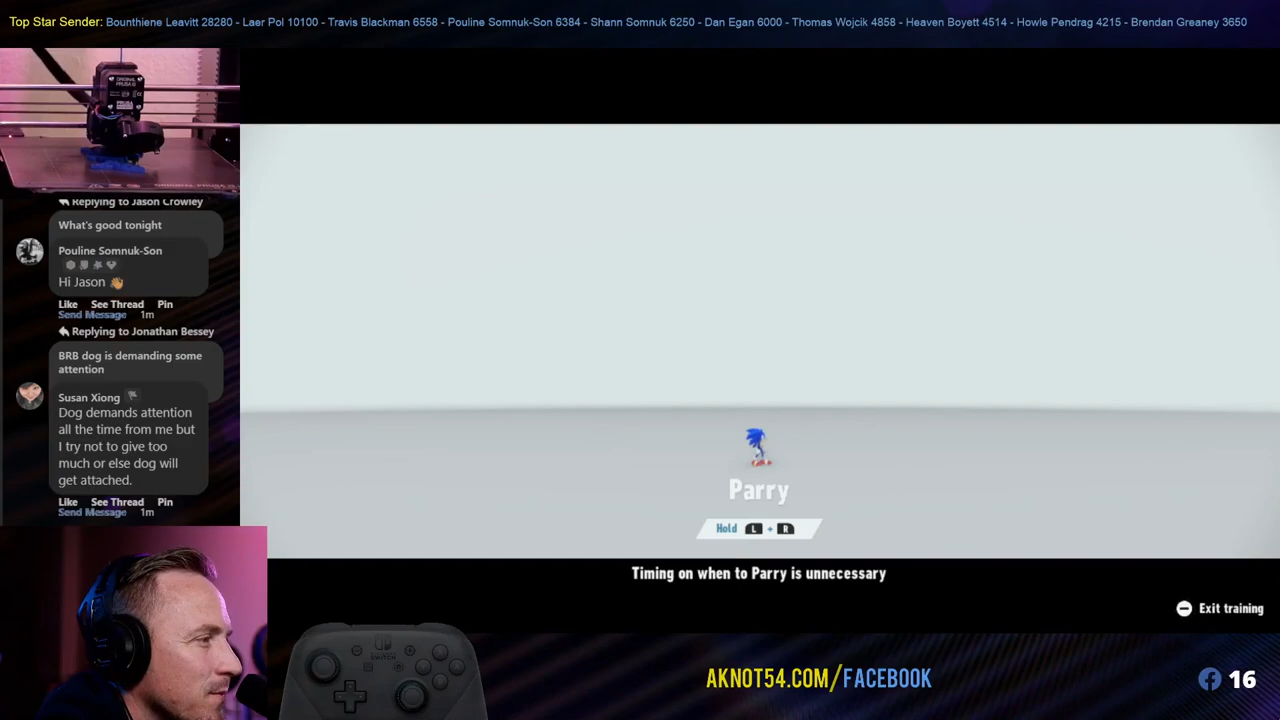 Top Star Sender: Bounthiene Leavitt 28280 - Laer Pol 10100 - Travis Blackman 6558 - Pouline Somnuk-Son 6384 - Shann Somnuk 6250 - Dan Egan 6000 - Thomas Wojcik 4858 - Heaven Boyett 4514 - Howie Pendrag 4215 - Brendan Greaney 3650
ORIGINAL
PRUSA
Replying to Jason Crowley
What's good tonight
Pouline Somnuk-Son
Hi Jason 👋
Like See Thread Pin
Send Message 1m
Replying to Jonathan Bessey
BRB dog is demanding some
attention
Susan Xiong
Dog demands attention
all the time from me but
I try not to give too
much or else dog will
get attached.
Like See Thread Pin
Send Message 1m
Parry
Hold L + R
Timing on when to Parry is unnecessary
Exit training
SWITCH
AKNOT54.COM/FACEBOOK
16